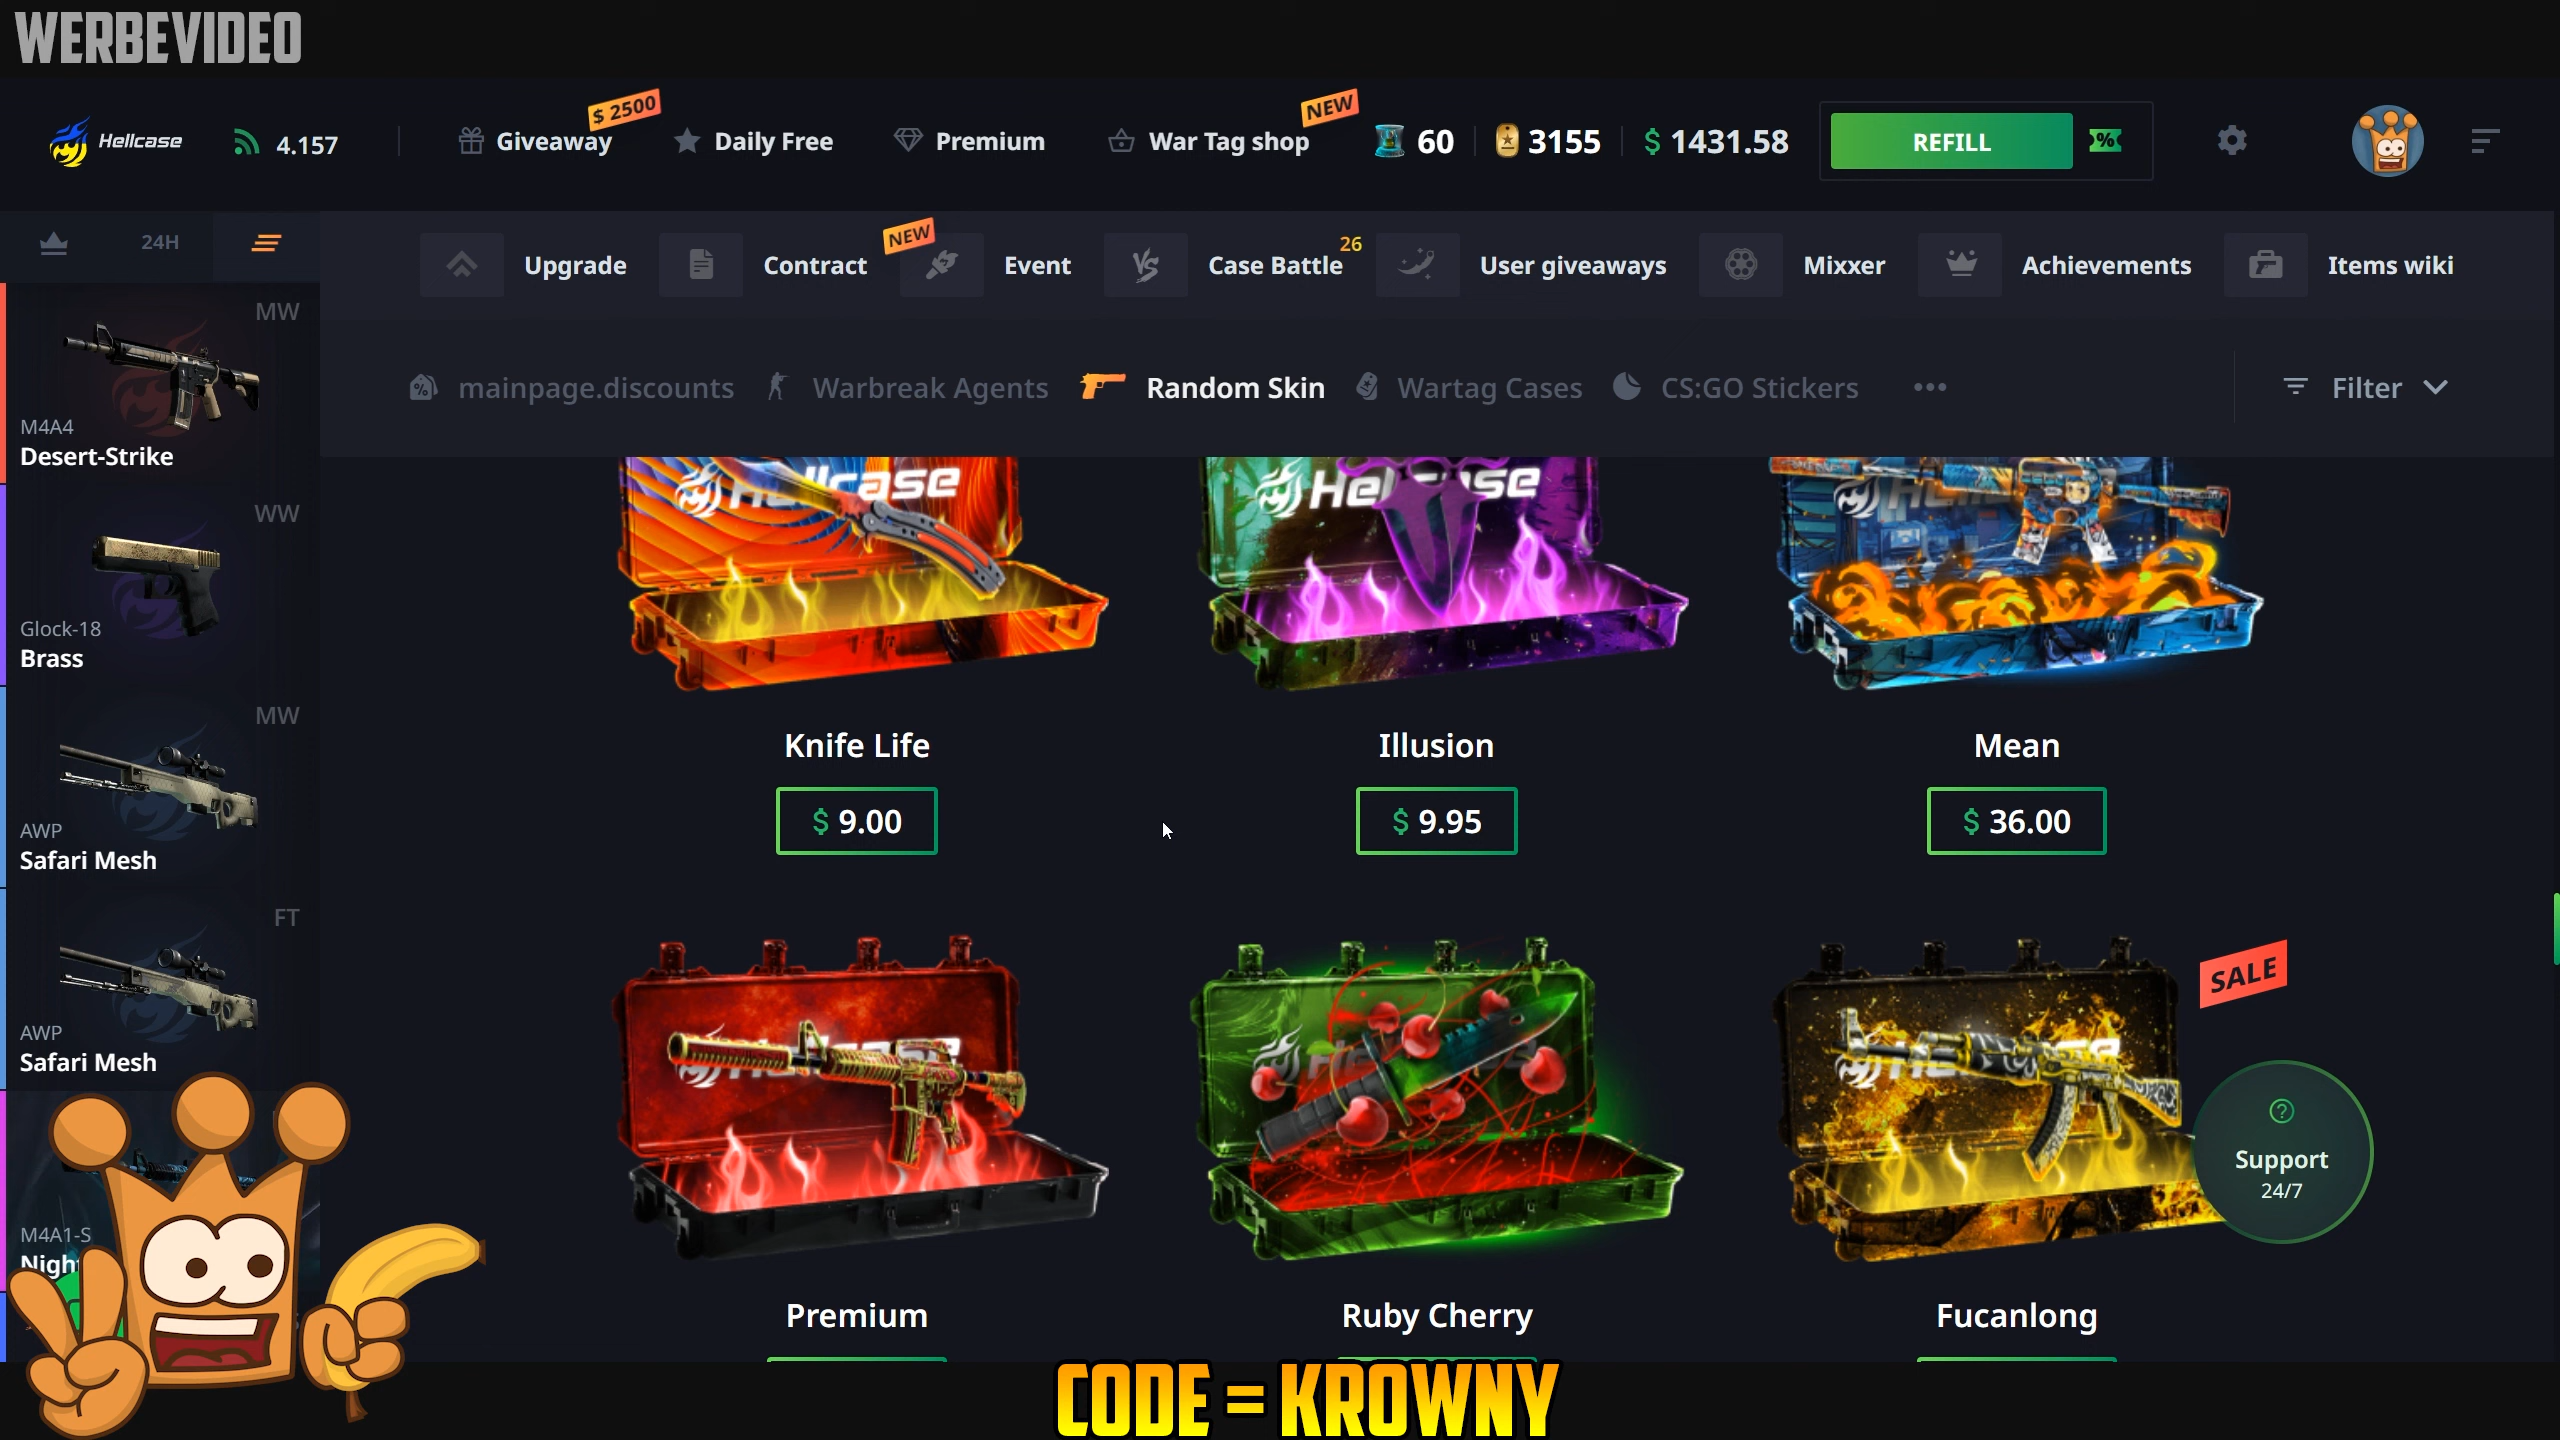 WERBEVIDEO
Hellcase
4.157
Giveaway
$ 2500
Daily Free
Premium
War Tag shop
NEW
60
3155
$ 1431.58
REFILL
%
24H
Upgrade
Contract
NEW
Event
VS
Case Battle
26
User giveaways
Mixxer
Achievements
Items wiki
mainpage.discounts
Warbreak Agents
Random Skin
Wartag Cases
CS:GO Stickers
Filter
MW
M4A4
Desert-Strike
WW
Glock-18
Brass
MW
AWP
Safari Mesh
FT
AWP
Safari Mesh
M4A1-S
Knife Life
$ 9.00
Illusion
$ 9.95
Mean
$ 36.00
SALE
Premium
Ruby Cherry
Fucanlong
Support
24/7
CODE = KROWNY